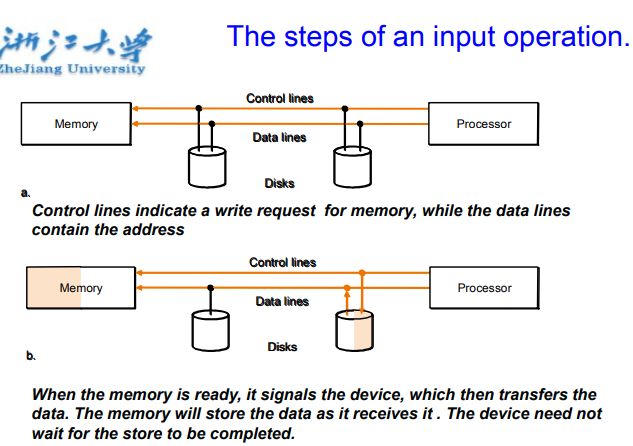 浙江大学
The steps of an input operation.
ZheJiang University
Control lines
Memory
Processor
Data lines
Disks
a.
Control lines indicate a write request for memory, while the data lines
contain the address
Control lines
Memory
Processor
Data lines
Disks
b.
When the memory is ready, it signals the device, which then transfers the
data. The memory will store the data as it receives it . The device need not
wait for the store to be completed.